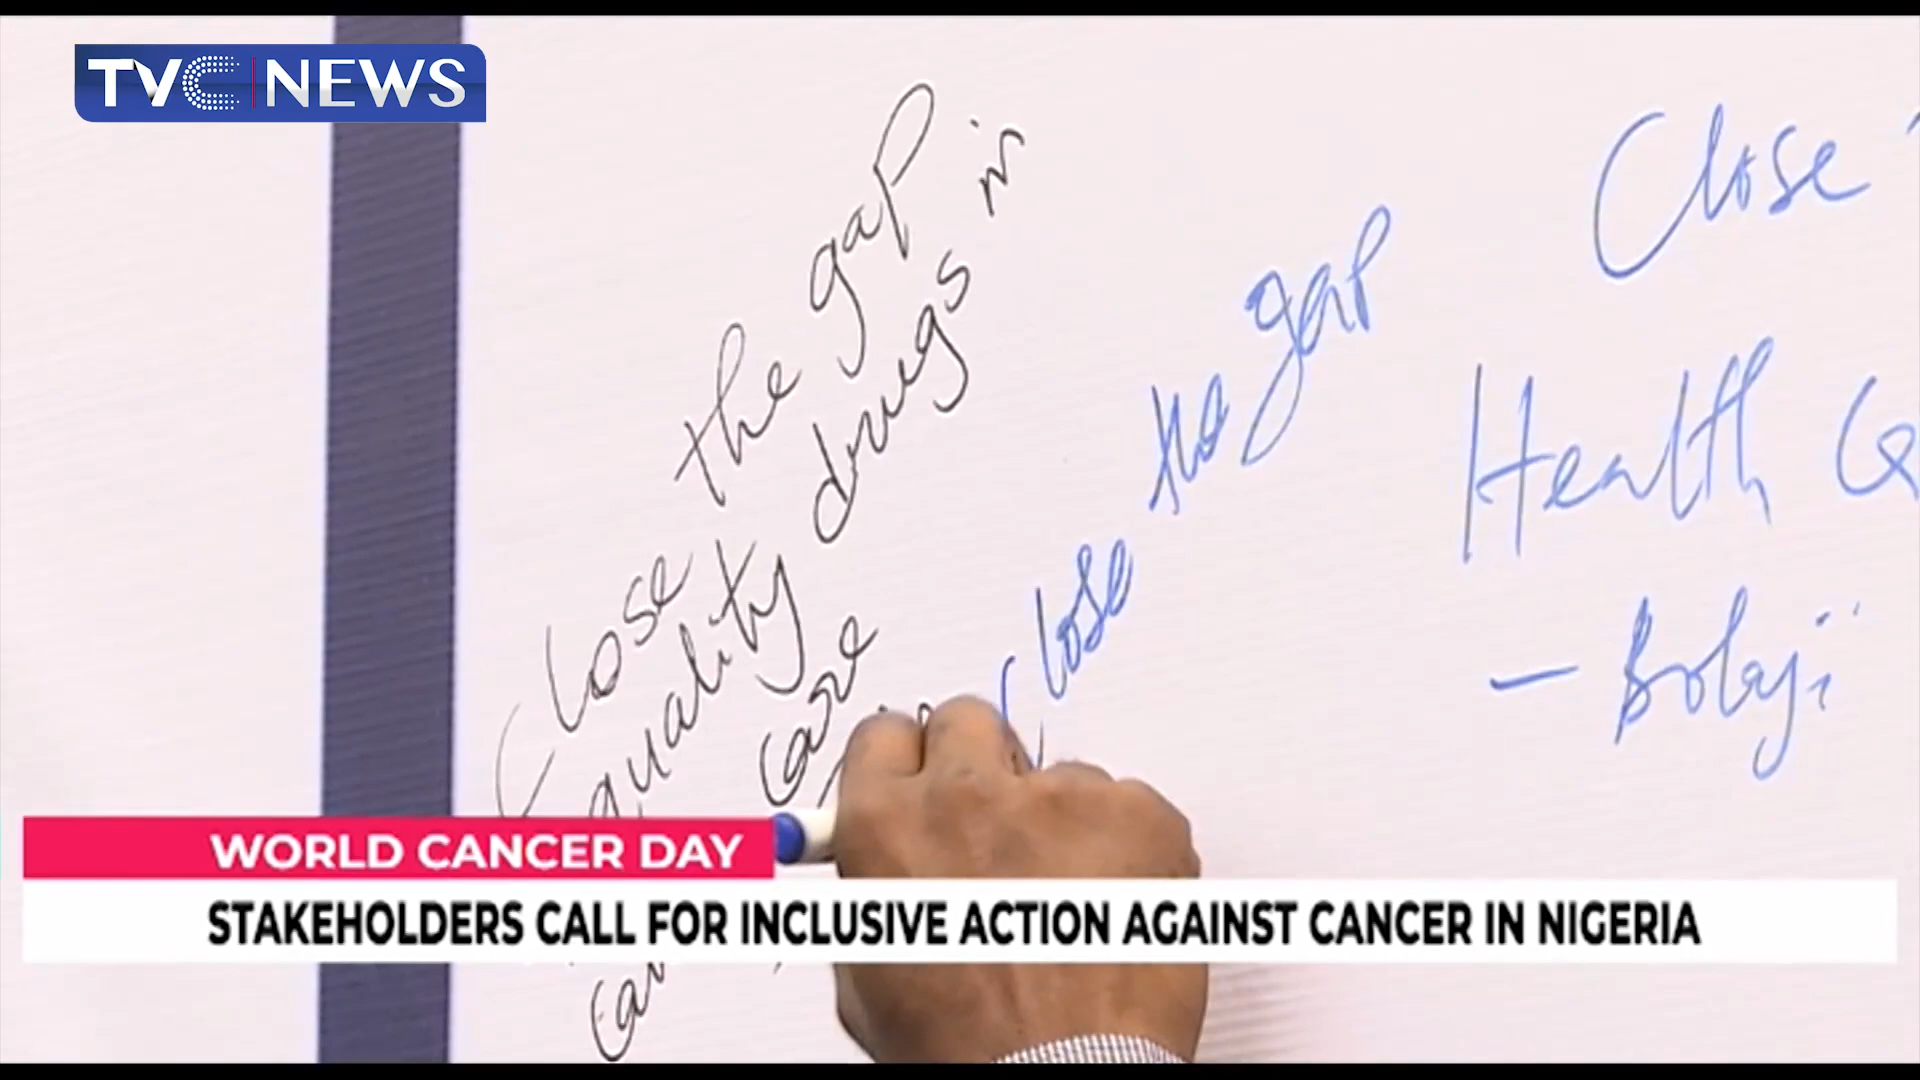 TVC NEWS
Close the gap in
quality drugs
care
Close the gap
Close
Health
- Bolaji
WORLD CANCER DAY
STAKEHOLDERS CALL FOR INCLUSIVE ACTION AGAINST CANCER IN NIGERIA